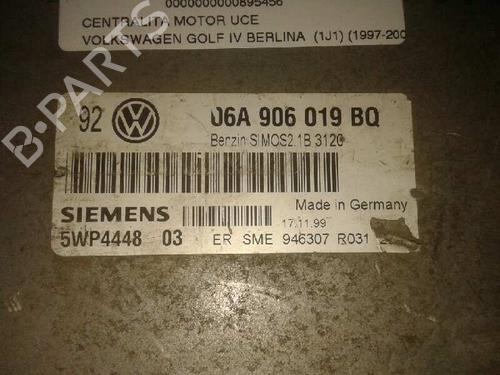 0000000000895456
CENTRALITA MOTOR UCE
VOLKSWAGEN GOLF IV BERLINA (1J1) (1997-200
92 VW 06A 906 019 BQ
Benzin SIMOS2.1B 3120
Made in Germany
SIEMENS 17.11.99
5WP4448 03 ER SME 946307 R031
B-PARTS